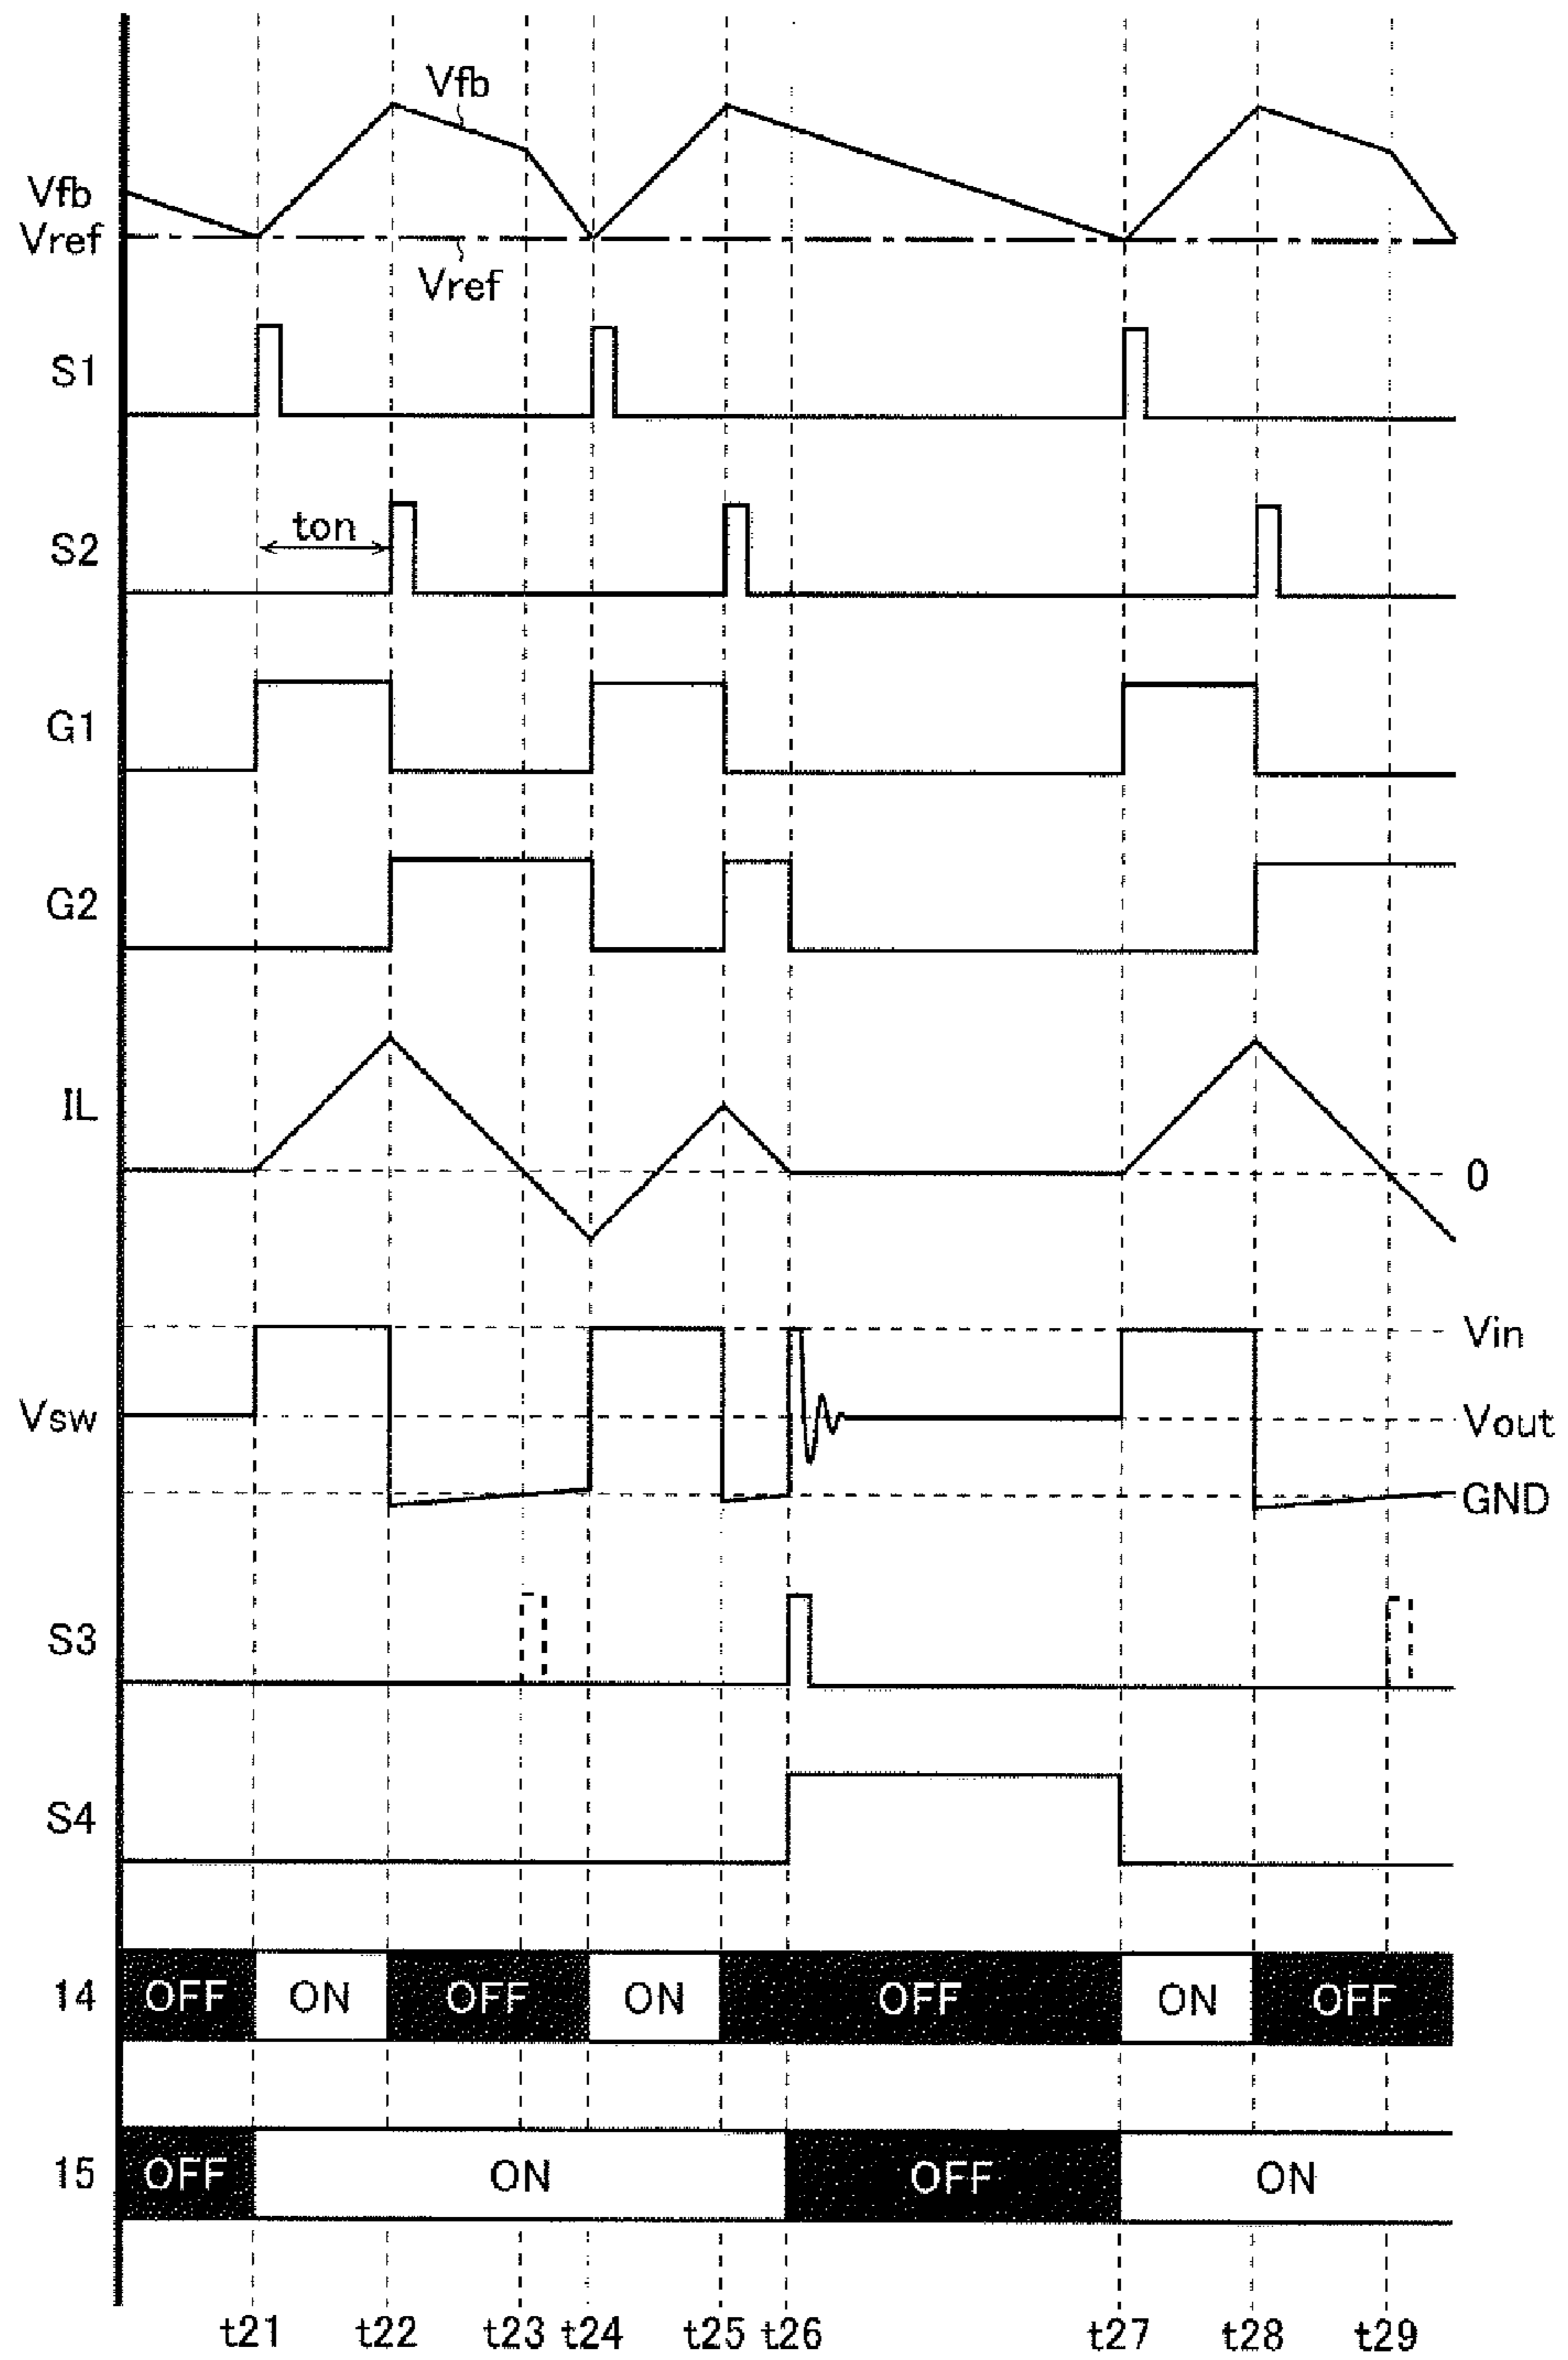 Vfb
Vfb
Vref
Vref
S1
S2
ton
G1
G2
IL
0
Vin
Vsw
Vout
GND
S3
S4
14 OFF ON OFF ON OFF ON OFF
15 OFF ON OFF ON
t21 t22 t23 t24 t25 t26 t27 t28 t29